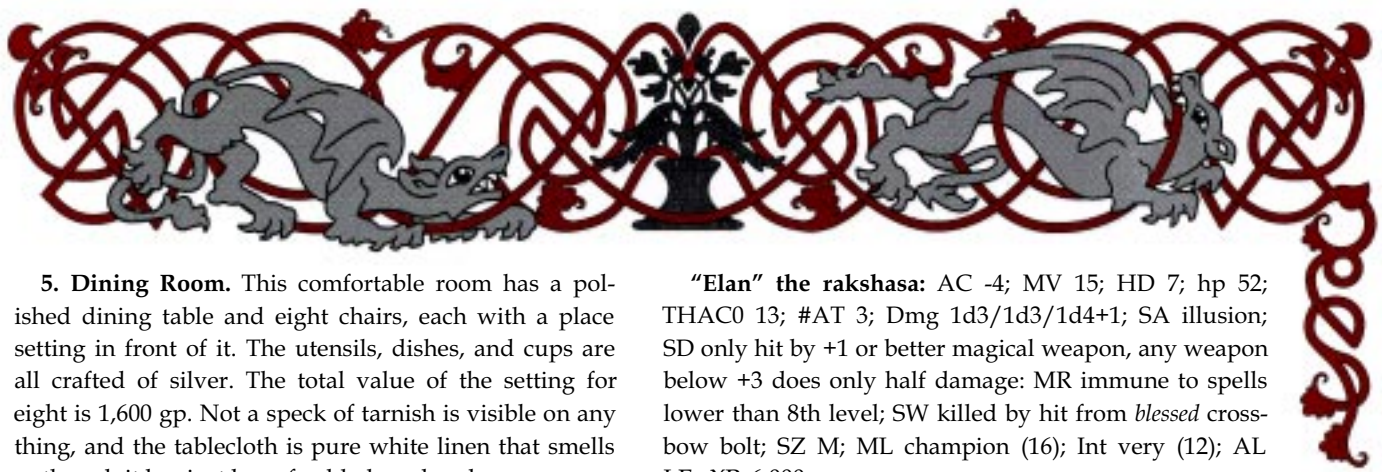 5. Dining Room. This comfortable room has a pol-
ished dining table and eight chairs, each with a place
setting in front of it. The utensils, dishes, and cups are
all crafted of silver. The total value of the setting for
eight is 1,600 gp. Not a speck of tarnish is visible on any
thing, and the tablecloth is pure white linen that smells
"Elan" the rakshasa: AC -4; MV 15; HD 7; hp 52;
THAC0 13; #AT 3; Dmg 1d3/1d3/1d4+1; SA illusion;
SD only hit by +1 or better magical weapon, any weapon
below +3 does only half damage: MR immune to spells
lower than 8th level; SW killed by hit from blessed cross-
bow bolt; SZ M; ML champion (16); Int very (12); AL